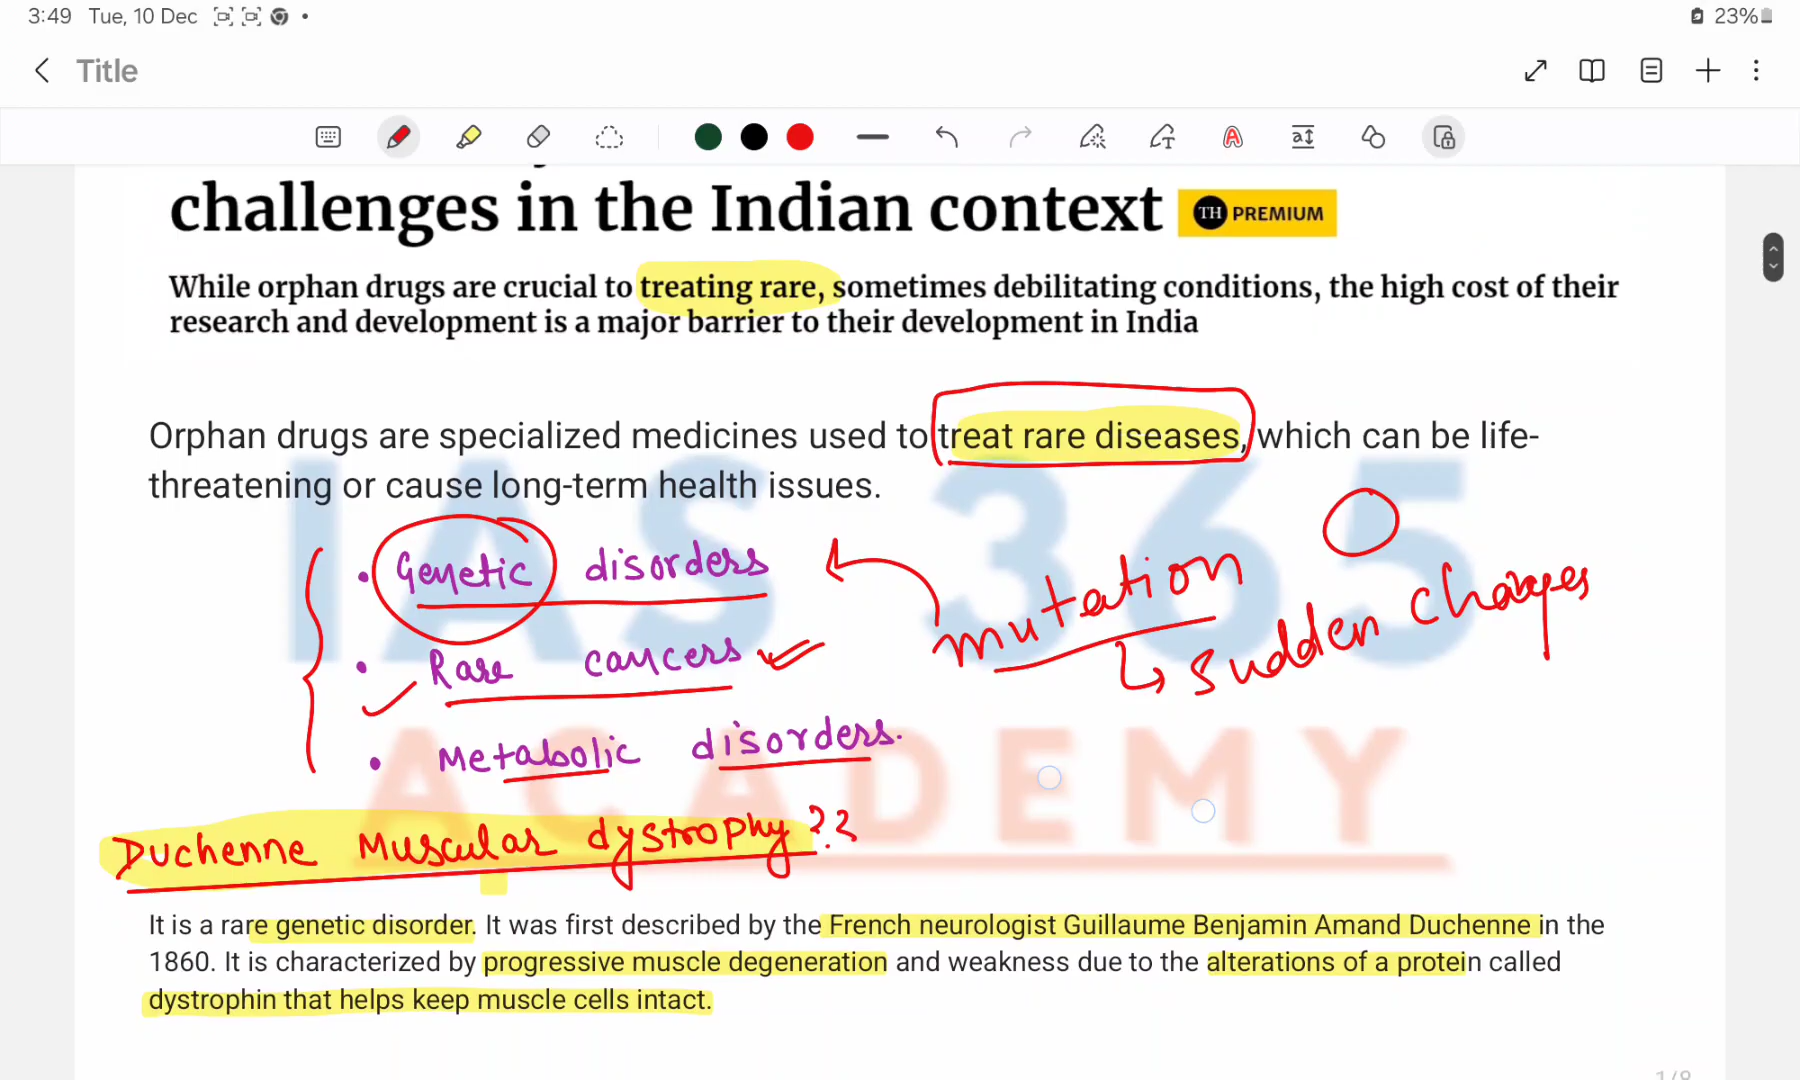 3:49 Tue, 10 Dec 23%
Title
challenges in the Indian context TH PREMIUM
While orphan drugs are crucial to treating rare, sometimes debilitating conditions, the high cost of their
research and development is a major barrier to their development in India
Orphan drugs are specialized medicines used to treat rare diseases, which can be life-
threatening or cause long-term health issues.
IAS 365
• Genetic disorders
mutation
sudden changes
• Rare cancers
• Metabolic disorders.
ACADEMY
Duchenne Muscular dystrophy ??
It is a rare genetic disorder. It was first described by the French neurologist Guillaume Benjamin Amand Duchenne in the
1860. It is characterized by progressive muscle degeneration and weakness due to the alterations of a protein called
dystrophin that helps keep muscle cells intact.